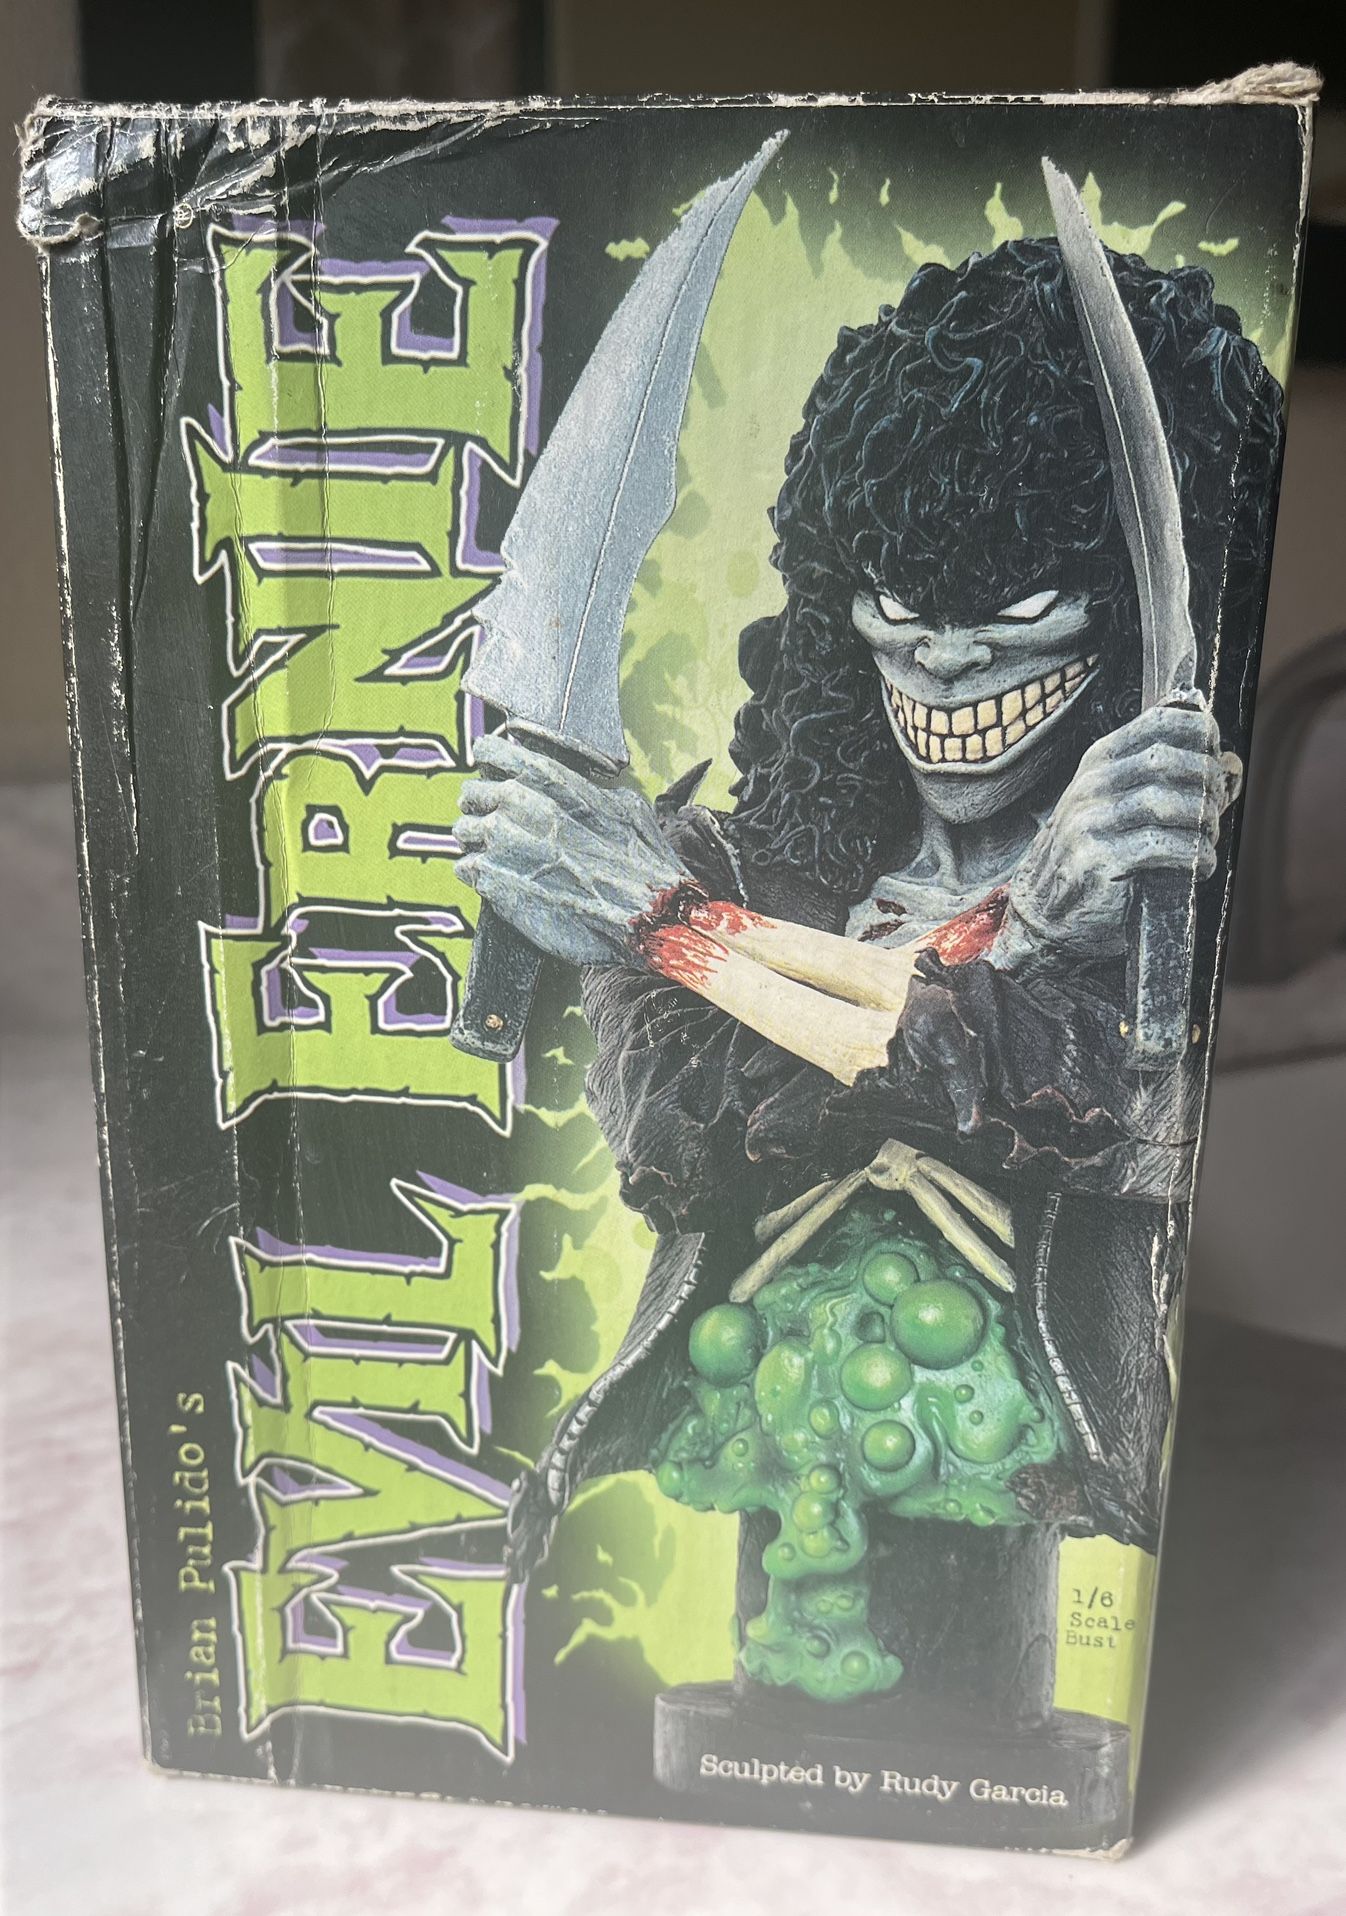 Brian Pulido's
EVIL ERNIE®
1/6
Scale
Bust
Sculpted by Rudy Garcia